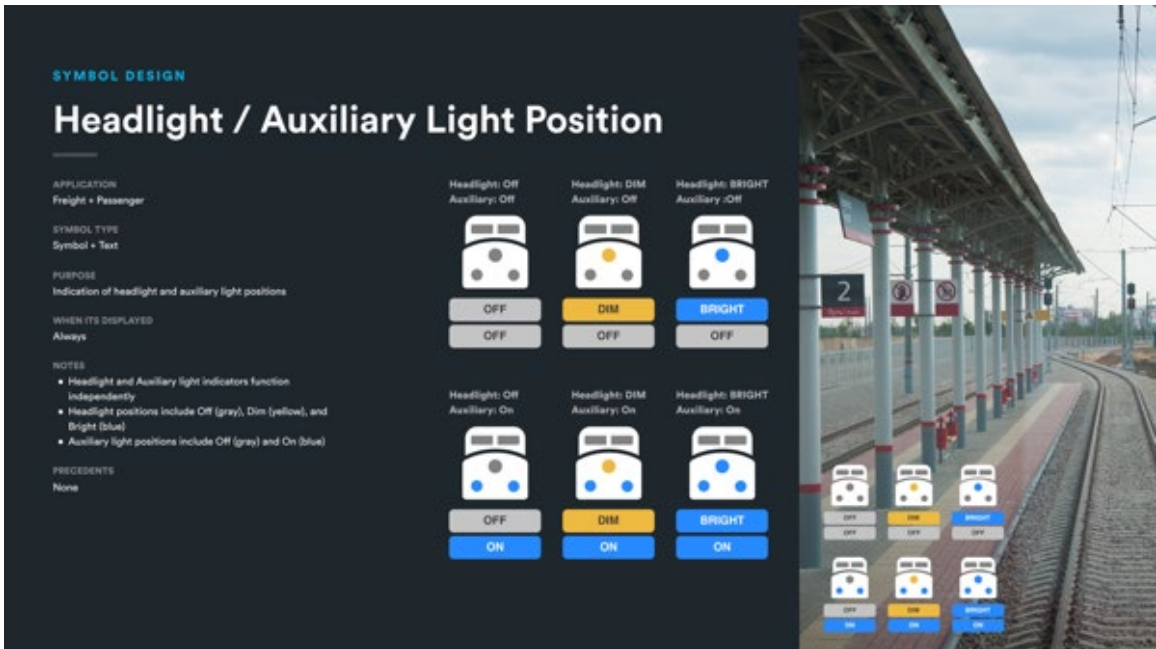 SYMBOL DESIGN
Headlight / Auxiliary Light Position
APPLICATION
Freight + Passenger
SYMBOL TYPE
Symbol + Text
PURPOSE
Indication of headlight and auxiliary light positions
WHEN ITS DISPLAYED
Always
NOTES
• Headlight and Auxiliary light indicators function
independently
• Headlight positions include Off (gray), Dim (yellow), and
Bright (blue)
• Auxiliary light positions include Off (gray) and On (blue)
PRECEDENTS
None
Headlight: Off
Auxiliary: Off
OFF
OFF
Headlight: DIM
Auxiliary: Off
DIM
OFF
Headlight: BRIGHT
Auxiliary :Off
BRIGHT
OFF
Headlight: Off
Auxiliary: On
OFF
ON
Headlight: DIM
Auxiliary: On
DIM
ON
Headlight: BRIGHT
Auxiliary: On
BRIGHT
ON
2
OFF
OFF
DIM
OFF
BRIGHT
OFF
OFF
ON
DIM
ON
BRIGHT
ON